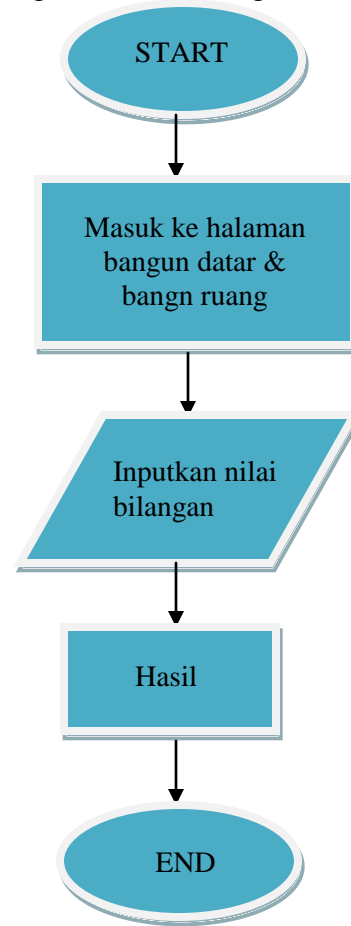 START
Masuk ke halaman
bangun datar &
bangn ruang
Inputkan nilai
bilangan
Hasil
END